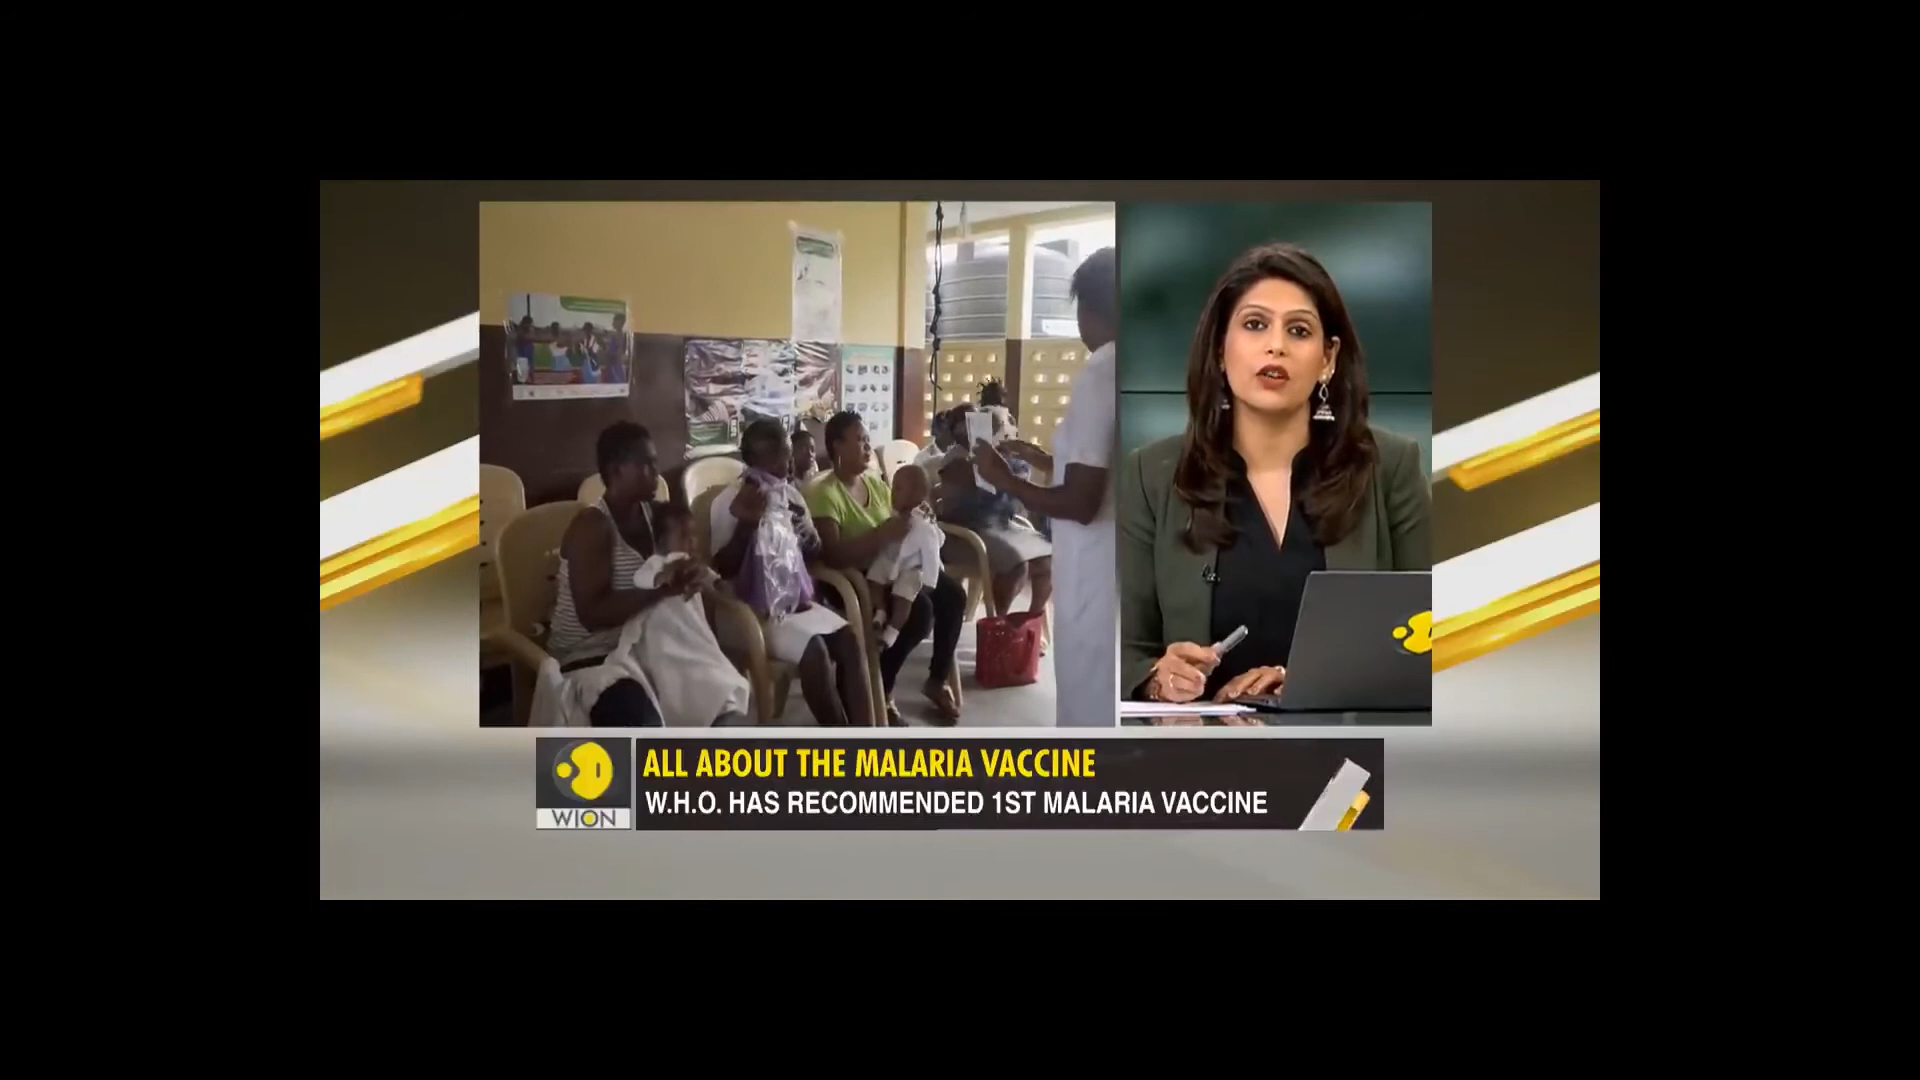 ALL ABOUT THE MALARIA VACCINE
W.H.O. HAS RECOMMENDED 1ST MALARIA VACCINE
WION